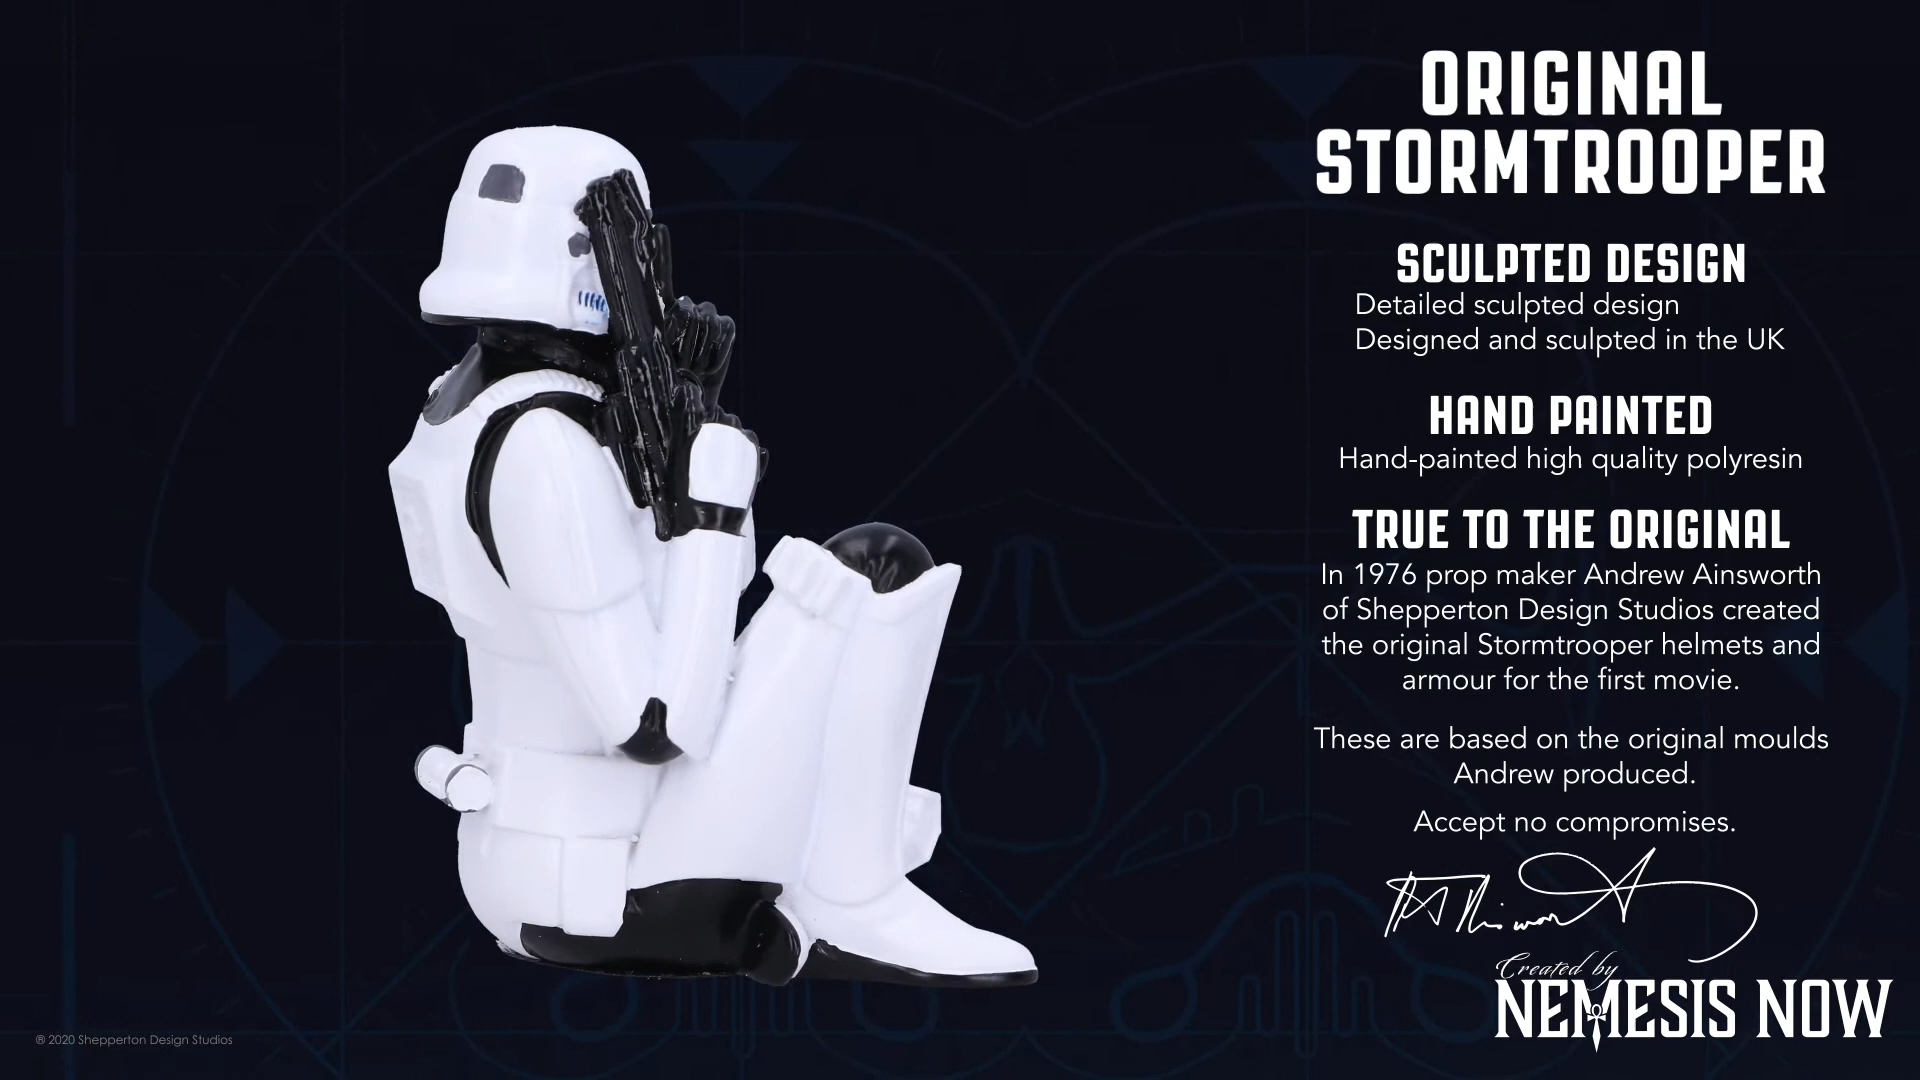 ORIGINAL
STORMTROOPER
SCULPTED DESIGN
Detailed sculpted design
Designed and sculpted in the UK
HAND PAINTED
Hand-painted high quality polyresin
TRUE TO THE ORIGINAL
In 1976 prop maker Andrew Ainsworth
of Shepperton Design Studios created
the original Stormtrooper helmets and
armour for the first movie.
These are based on the original moulds
Andrew produced.
Accept no compromises.
Created by
NEMESIS NOW
® 2020 Shepperton Design Studios